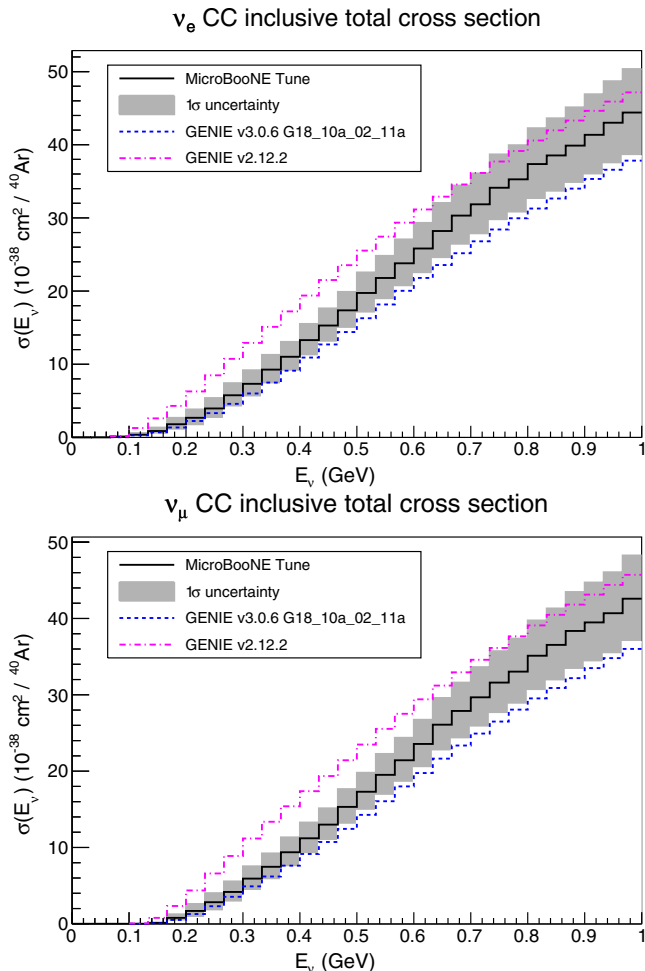 νe CC inclusive total cross section
MicroBooNE Tune
1σ uncertainty
GENIE v3.0.6 G18_10a_02_11a
GENIE v2.12.2
σ(Eν) (10⁻³⁸ cm² / ⁴⁰Ar)
50
40
30
20
10
0
0 0.1 0.2 0.3 0.4 0.5 0.6 0.7 0.8 0.9 1
Eν (GeV)
νμ CC inclusive total cross section
MicroBooNE Tune
1σ uncertainty
GENIE v3.0.6 G18_10a_02_11a
GENIE v2.12.2
σ(Eν) (10⁻³⁸ cm² / ⁴⁰Ar)
50
40
30
20
10
0
0 0.1 0.2 0.3 0.4 0.5 0.6 0.7 0.8 0.9 1
Eν (GeV)